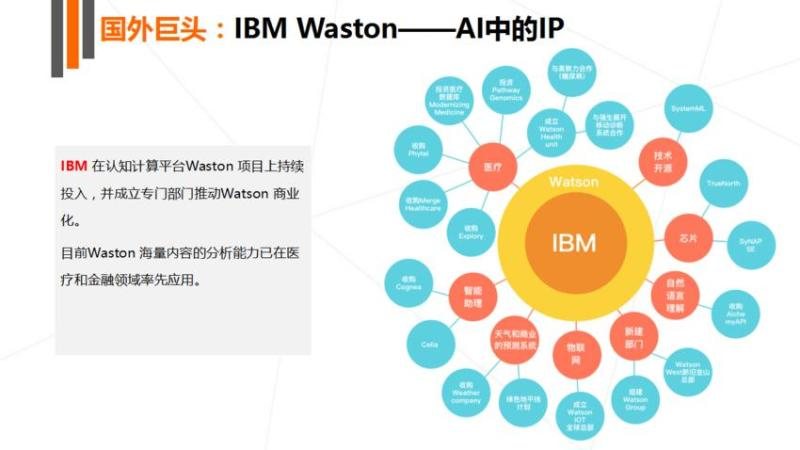 国外巨头：IBM Waston——AI中的IP
IBM 在认知计算平台Waston 项目上持续
投入，并成立专门部门推动Watson 商业
化。
目前Waston 海量内容的分析能力已在医
疗和金融领域率先应用。
Watson
IBM
医疗
收购
Explory
收购Merge
Healthcare
收购
Phytel
投资医疗
数据库
Modernizing
Medicine
投资
Pathway
Genomics
成立
Watson
Health
unit
与美敦力合作
（糖尿病）
与强生展开
移动诊断
系统合作
技术
开源
SystemML
芯片
TrueNorth
SyNAP
SE
自然
语言
理解
收购
Alche
myAPI
新建
部门
Watson
West新旧金山
总部
组建
Watson
Group
物联
网
成立
Watson
IOT
全球总部
天气和商业
的预测系统
绿色地平线
计划
收购
Weather
company
智能
助理
Celia
收购
Cognea